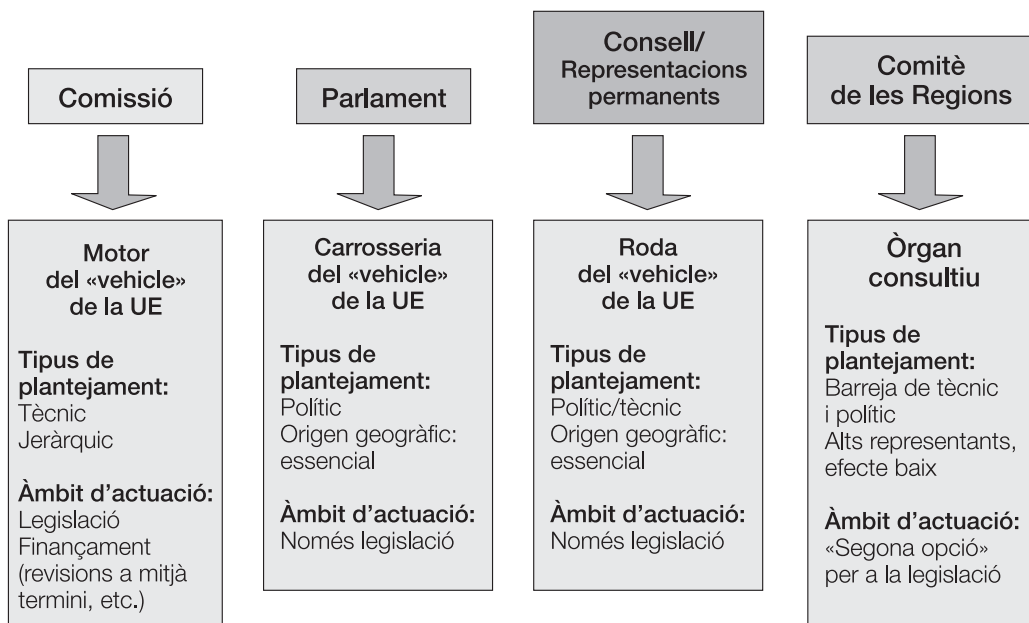 Comissió
Motor
del «vehicle»
de la UE
Tipus de
plantejament:
Tècnic
Jeràrquic
Àmbit d’actuació:
Legislació
Finançament
(revisions a mitjà
termini, etc.)
Parlament
Carrosseria
del «vehicle»
de la UE
Tipus de
plantejament:
Polític
Origen geogràfic:
essencial
Àmbit d’actuació:
Només legislació
Consell/
Representacions
permanents
Roda
del «vehicle»
de la UE
Tipus de
plantejament:
Polític/tècnic
Origen geogràfic:
essencial
Àmbit d’actuació:
Només legislació
Comitè
de les Regions
Òrgan
consultiu
Tipus de
plantejament:
Barreja de tècnic
i polític
Alts representants,
efecte baix
Àmbit d’actuació:
«Segona opció»
per a la legislació